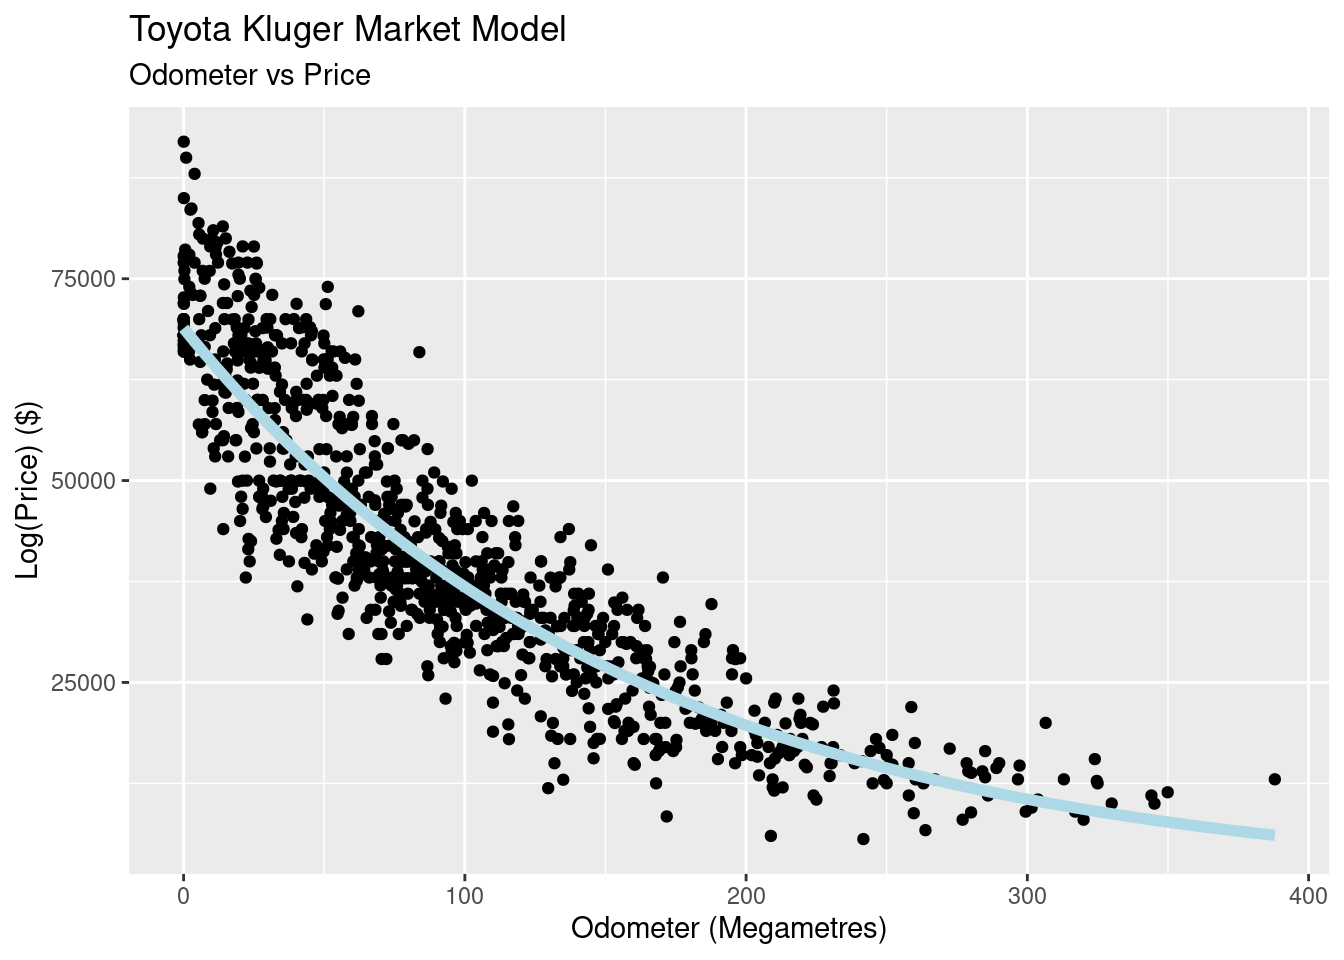 Toyota Kluger Market Model
Odometer vs Price
Log(Price) ($)
75000
50000
25000
0
100
200
300
400
Odometer (Megametres)